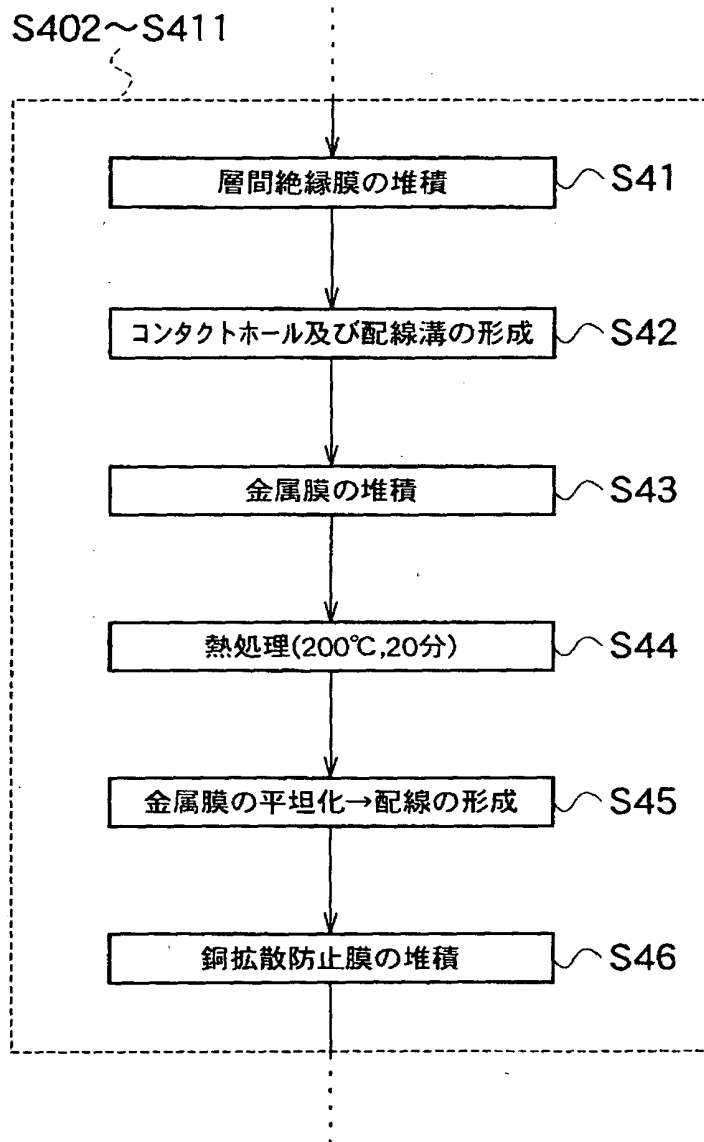 S402～S411
層間絶縁膜の堆積 S41
コンタクトホール及び配線溝の形成 S42
金属膜の堆積 S43
熱処理(200℃,20分) S44
金属膜の平坦化→配線の形成 S45
銅拡散防止膜の堆積 S46